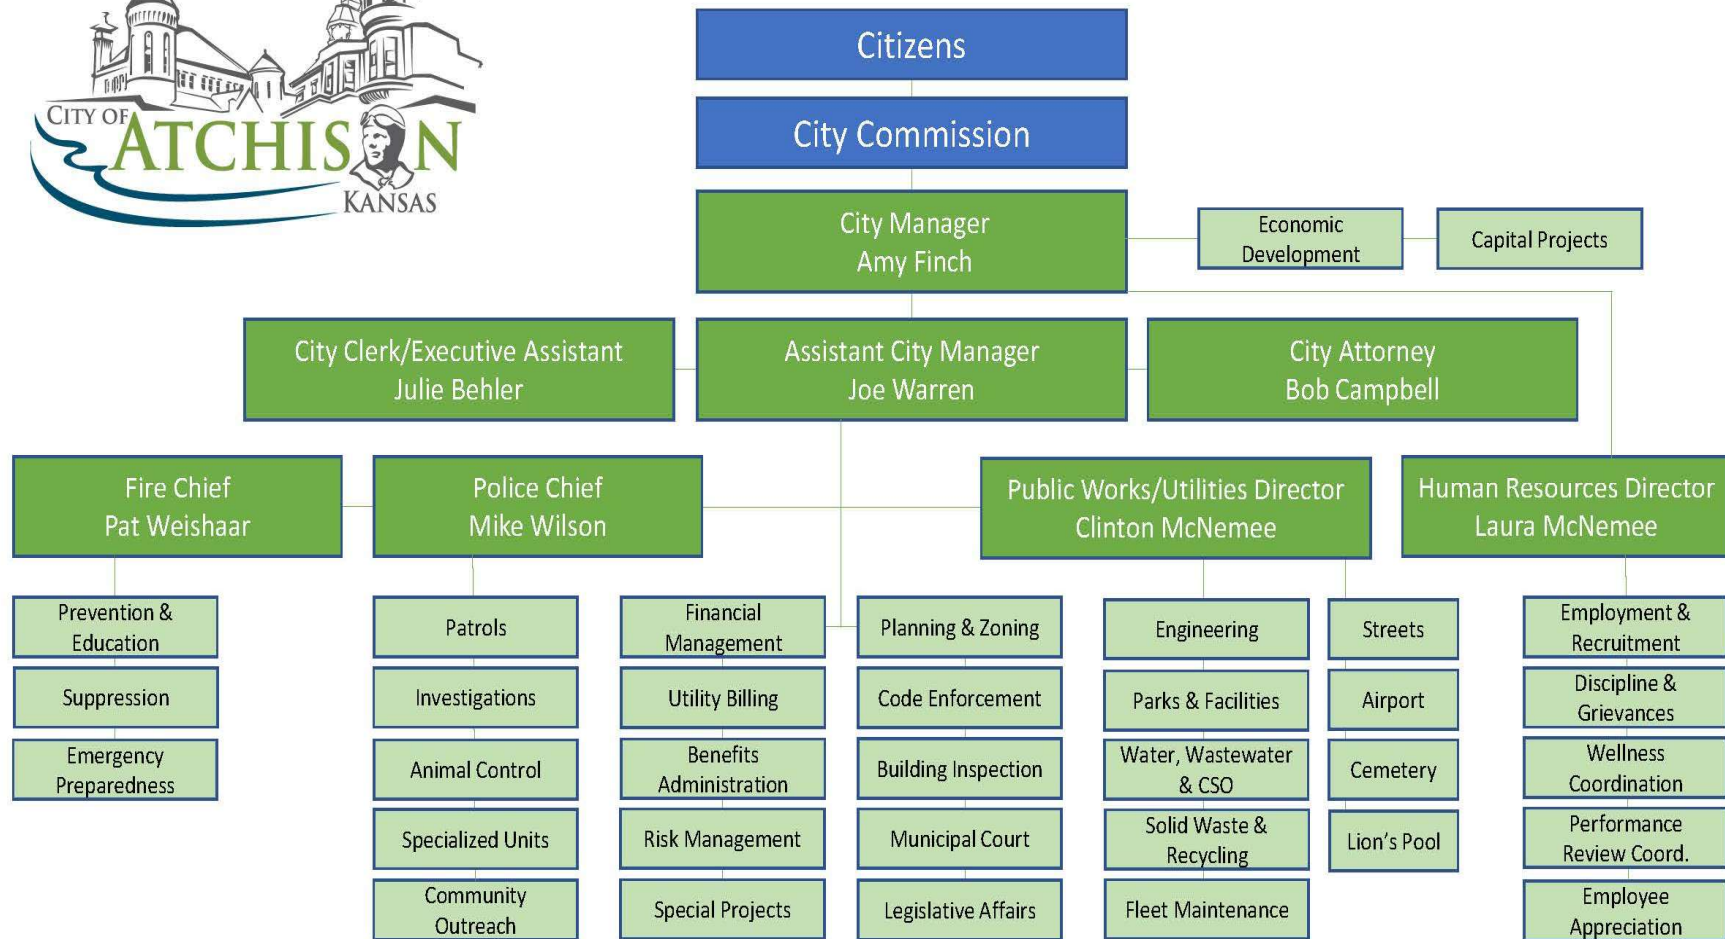 CITY OF
ATCHISON
KANSAS
Citizens
City Commission
City Manager
Amy Finch
Economic
Development
Capital Projects
City Clerk/Executive Assistant
Julie Behler
Assistant City Manager
Joe Warren
City Attorney
Bob Campbell
Fire Chief
Pat Weishaar
Police Chief
Mike Wilson
Public Works/Utilities Director
Clinton McNemee
Human Resources Director
Laura McNemee
Prevention &
Education
Suppression
Emergency
Preparedness
Patrols
Investigations
Animal Control
Specialized Units
Community
Outreach
Financial
Management
Utility Billing
Benefits
Administration
Risk Management
Special Projects
Planning & Zoning
Code Enforcement
Building Inspection
Municipal Court
Legislative Affairs
Engineering
Parks & Facilities
Water, Wastewater
& CSO
Solid Waste &
Recycling
Fleet Maintenance
Streets
Airport
Cemetery
Lion's Pool
Employment &
Recruitment
Discipline &
Grievances
Wellness
Coordination
Performance
Review Coord.
Employee
Appreciation